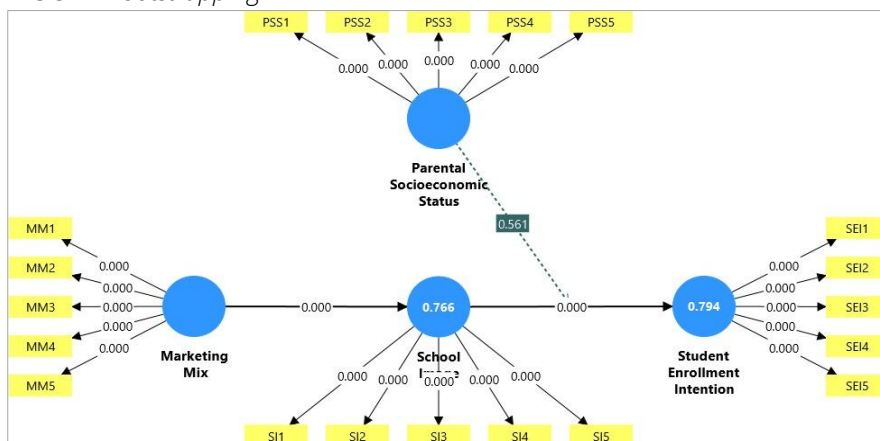 PSS1 PSS2 PSS3 PSS4 PSS5
0.000 0.000 0.000 0.000 0.000
Parental
Socioeconomic
Status
0.561
MM1
MM2
MM3
MM4
MM5
0.000
0.000
0.000
0.000
0.000
Marketing
Mix
0.000
0.766
School
0.000 0.000 0.000 0.000 0.000
SI1 SI2 SI3 SI4 SI5
0.000
0.794
Student
Enrollment
Intention
0.000
0.000
0.000
0.000
0.000
SEI1
SEI2
SEI3
SEI4
SEI5